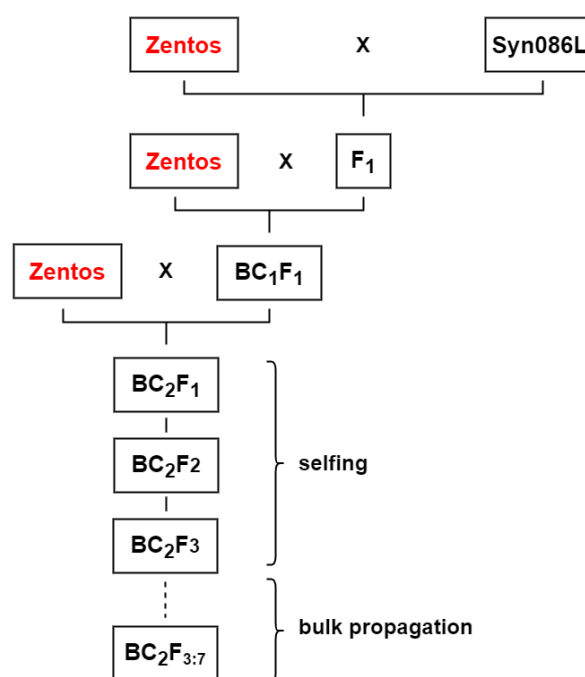 Zentos X Syn086L
Zentos X F₁
Zentos X BC₁F₁
BC₂F₁
BC₂F2
selfing
BC₂F3
bulk propagation
BC₂F₃:₇